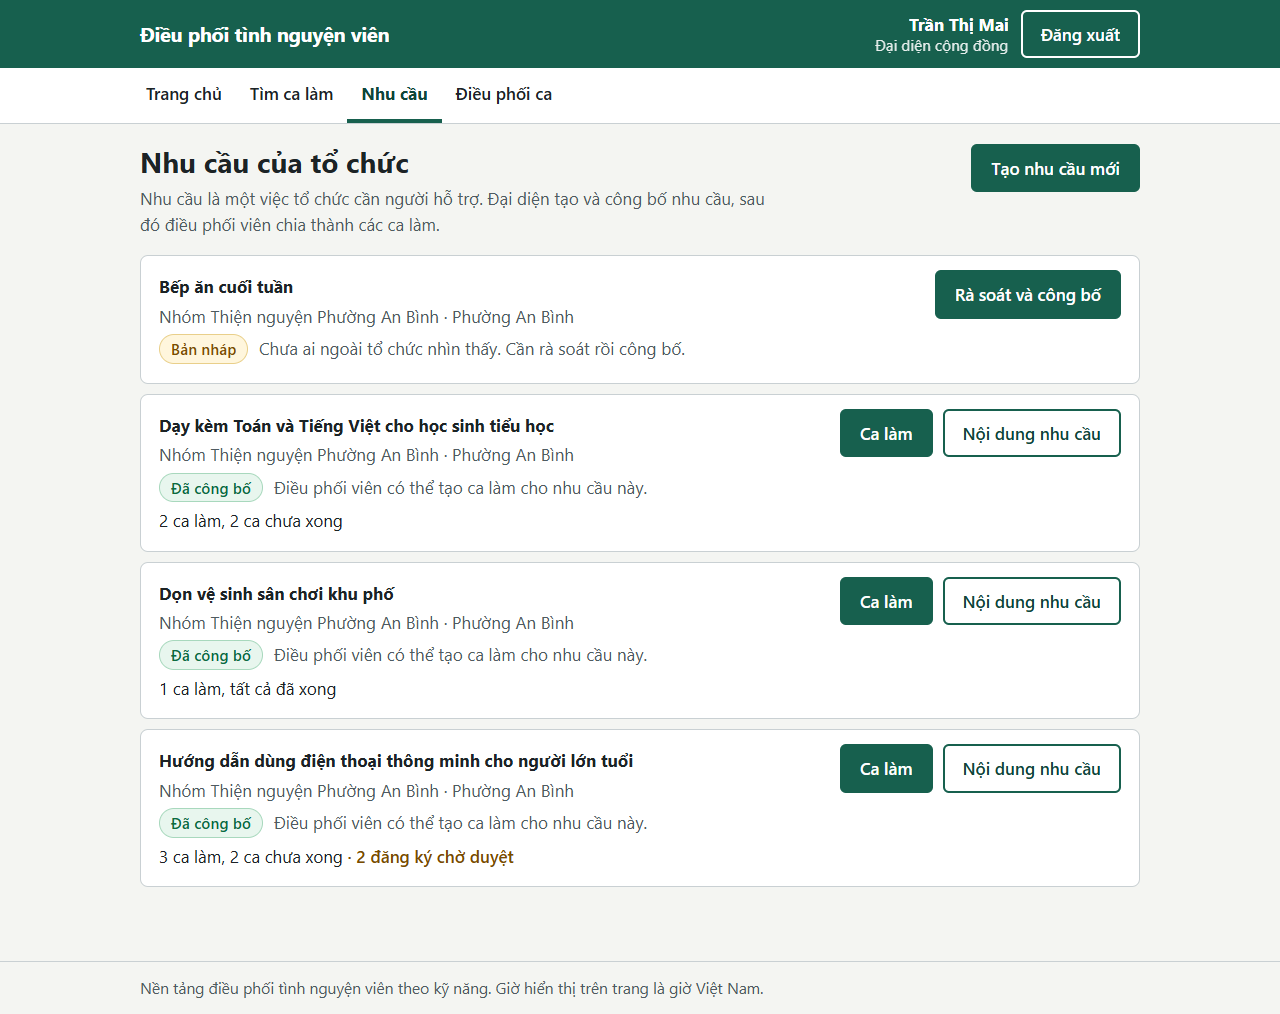 Điều phối tình nguyện viên
Trần Thị Mai
Đại diện cộng đồng
Đăng xuất
Trang chủ
Tìm ca làm
Nhu cầu
Điều phối ca
Nhu cầu của tổ chức
Tạo nhu cầu mới
Nhu cầu là một việc tổ chức cần người hỗ trợ. Đại diện tạo và công bố nhu cầu, sau
đó điều phối viên chia thành các ca làm.
Bếp ăn cuối tuần
Rà soát và công bố
Nhóm Thiện nguyện Phường An Bình · Phường An Bình
Bản nháp Chưa ai ngoài tổ chức nhìn thấy. Cần rà soát rồi công bố.
Dạy kèm Toán và Tiếng Việt cho học sinh tiểu học
Ca làm
Nội dung nhu cầu
Nhóm Thiện nguyện Phường An Bình · Phường An Bình
Đã công bố Điều phối viên có thể tạo ca làm cho nhu cầu này.
2 ca làm, 2 ca chưa xong
Dọn vệ sinh sân chơi khu phố
Ca làm
Nội dung nhu cầu
Nhóm Thiện nguyện Phường An Bình · Phường An Bình
Đã công bố Điều phối viên có thể tạo ca làm cho nhu cầu này.
1 ca làm, tất cả đã xong
Hướng dẫn dùng điện thoại thông minh cho người lớn tuổi
Ca làm
Nội dung nhu cầu
Nhóm Thiện nguyện Phường An Bình · Phường An Bình
Đã công bố Điều phối viên có thể tạo ca làm cho nhu cầu này.
3 ca làm, 2 ca chưa xong · 2 đăng ký chờ duyệt
Nền tảng điều phối tình nguyện viên theo kỹ năng. Giờ hiển thị trên trang là giờ Việt Nam.